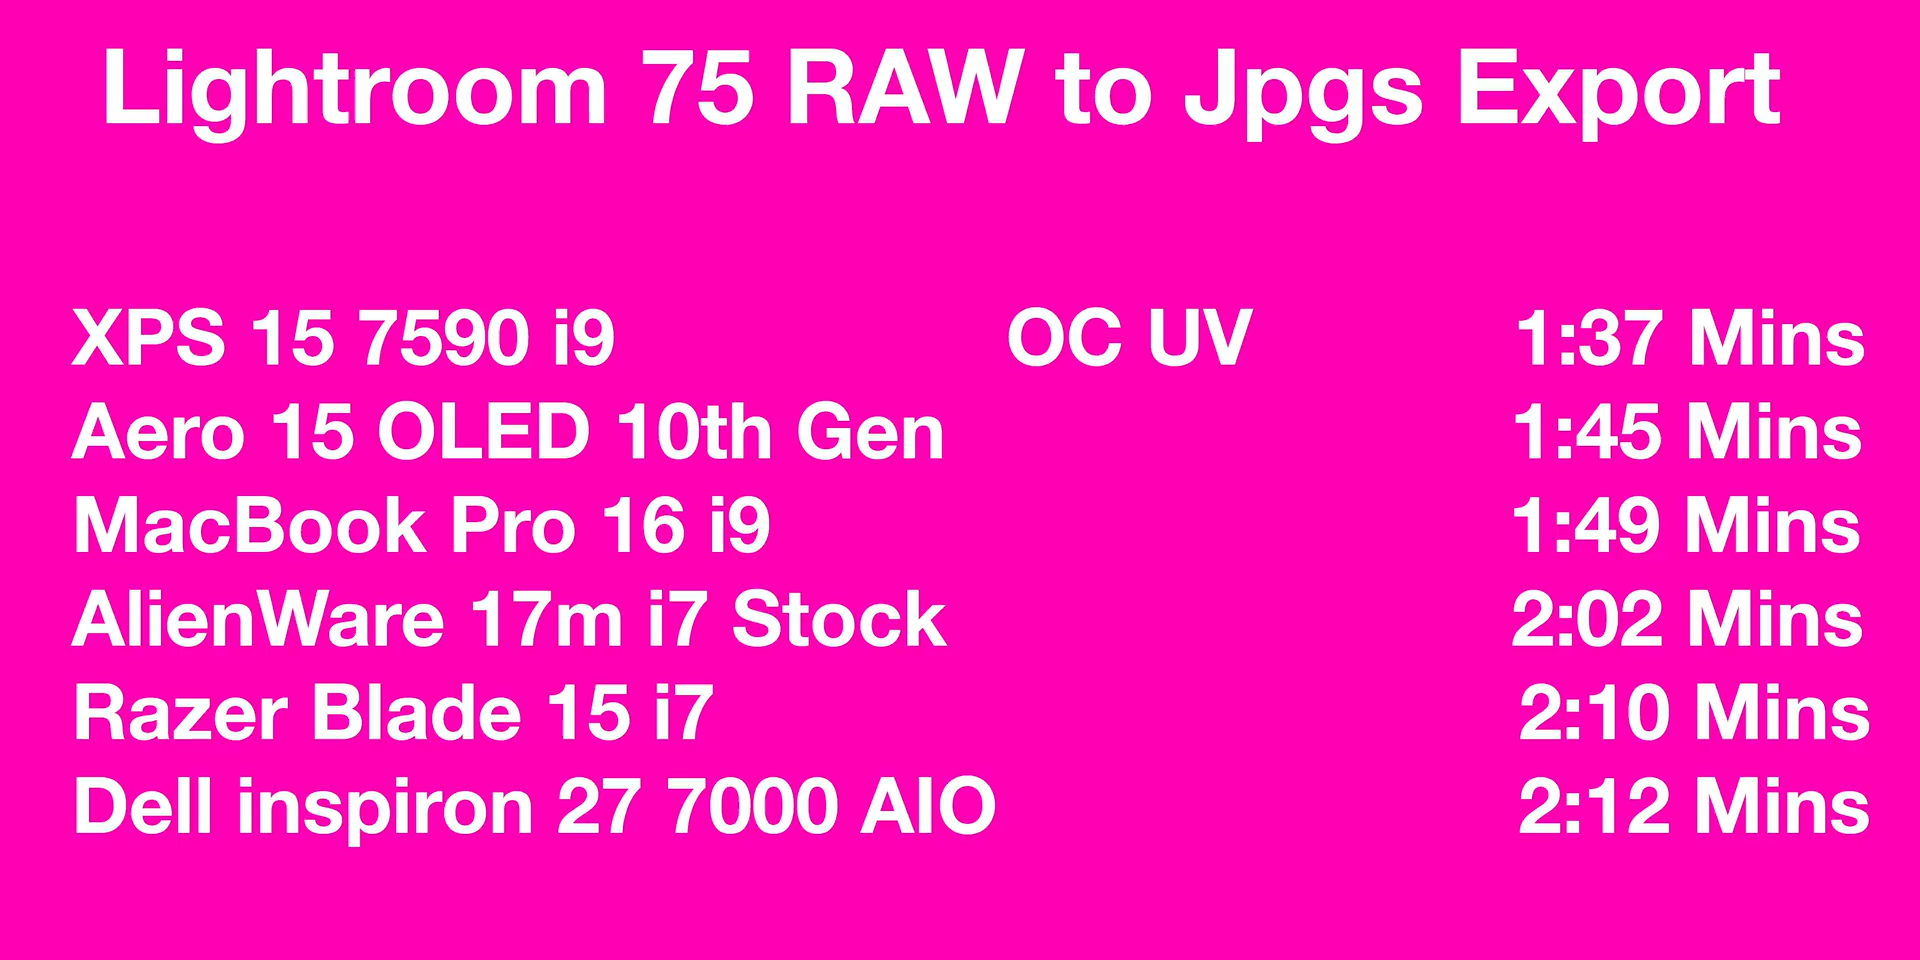 Lightroom 75 RAW to Jpgs Export
XPS 15 7590 i9 OC UV 1:37 Mins
Aero 15 OLED 10th Gen 1:45 Mins
MacBook Pro 16 i9 1:49 Mins
AlienWare 17m i7 Stock 2:02 Mins
Razer Blade 15 i7 2:10 Mins
Dell inspiron 27 7000 AIO 2:12 Mins